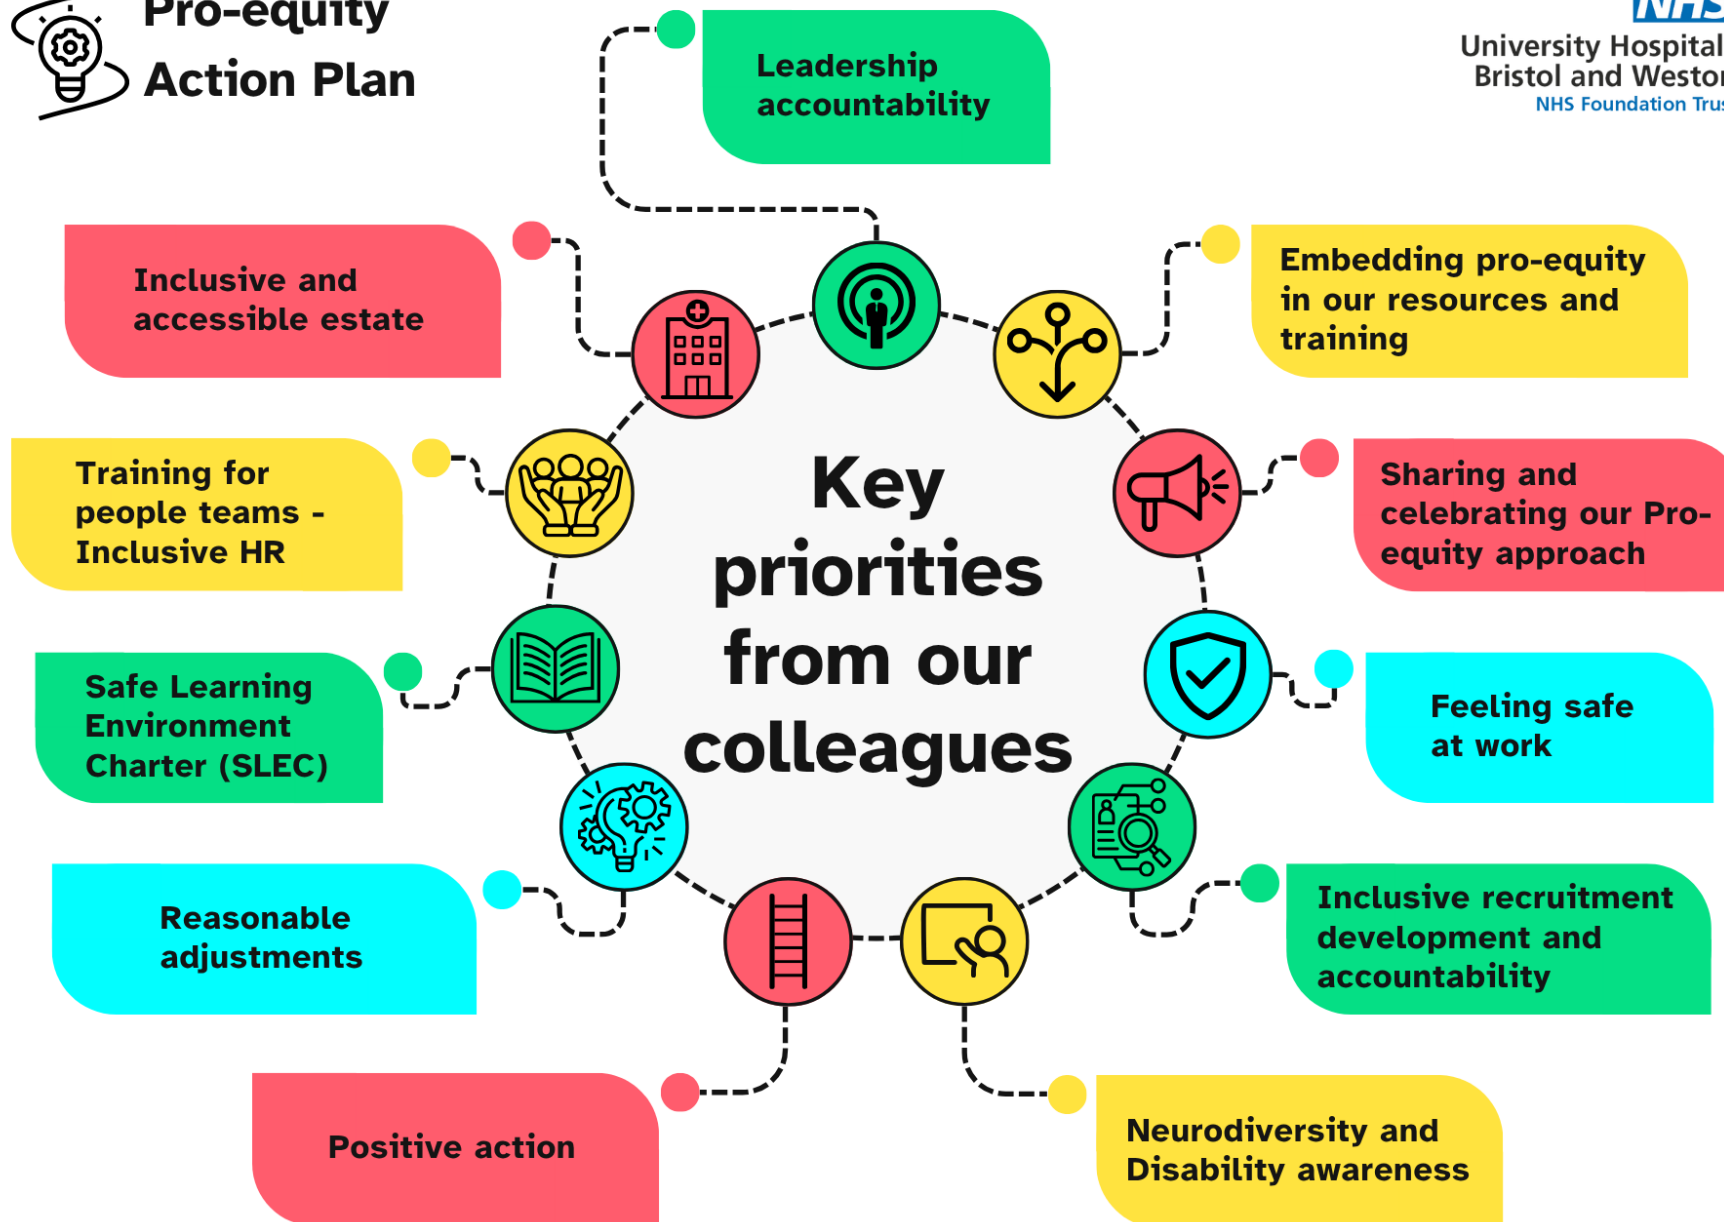 Pro-equity
Action Plan
NHS
University Hospital
Bristol and Westo
NHS Foundation Trus
Leadership
accountability
Inclusive and
accessible estate
Embedding pro-equity
in our resources and
training
Training for
people teams -
Inclusive HR
Sharing and
celebrating our Pro-
equity approach
Key
priorities
from our
colleagues
Safe Learning
Environment
Charter (SLEC)
Feeling safe
at work
Reasonable
adjustments
Inclusive recruitment
development and
accountability
Positive action
Neurodiversity and
Disability awareness